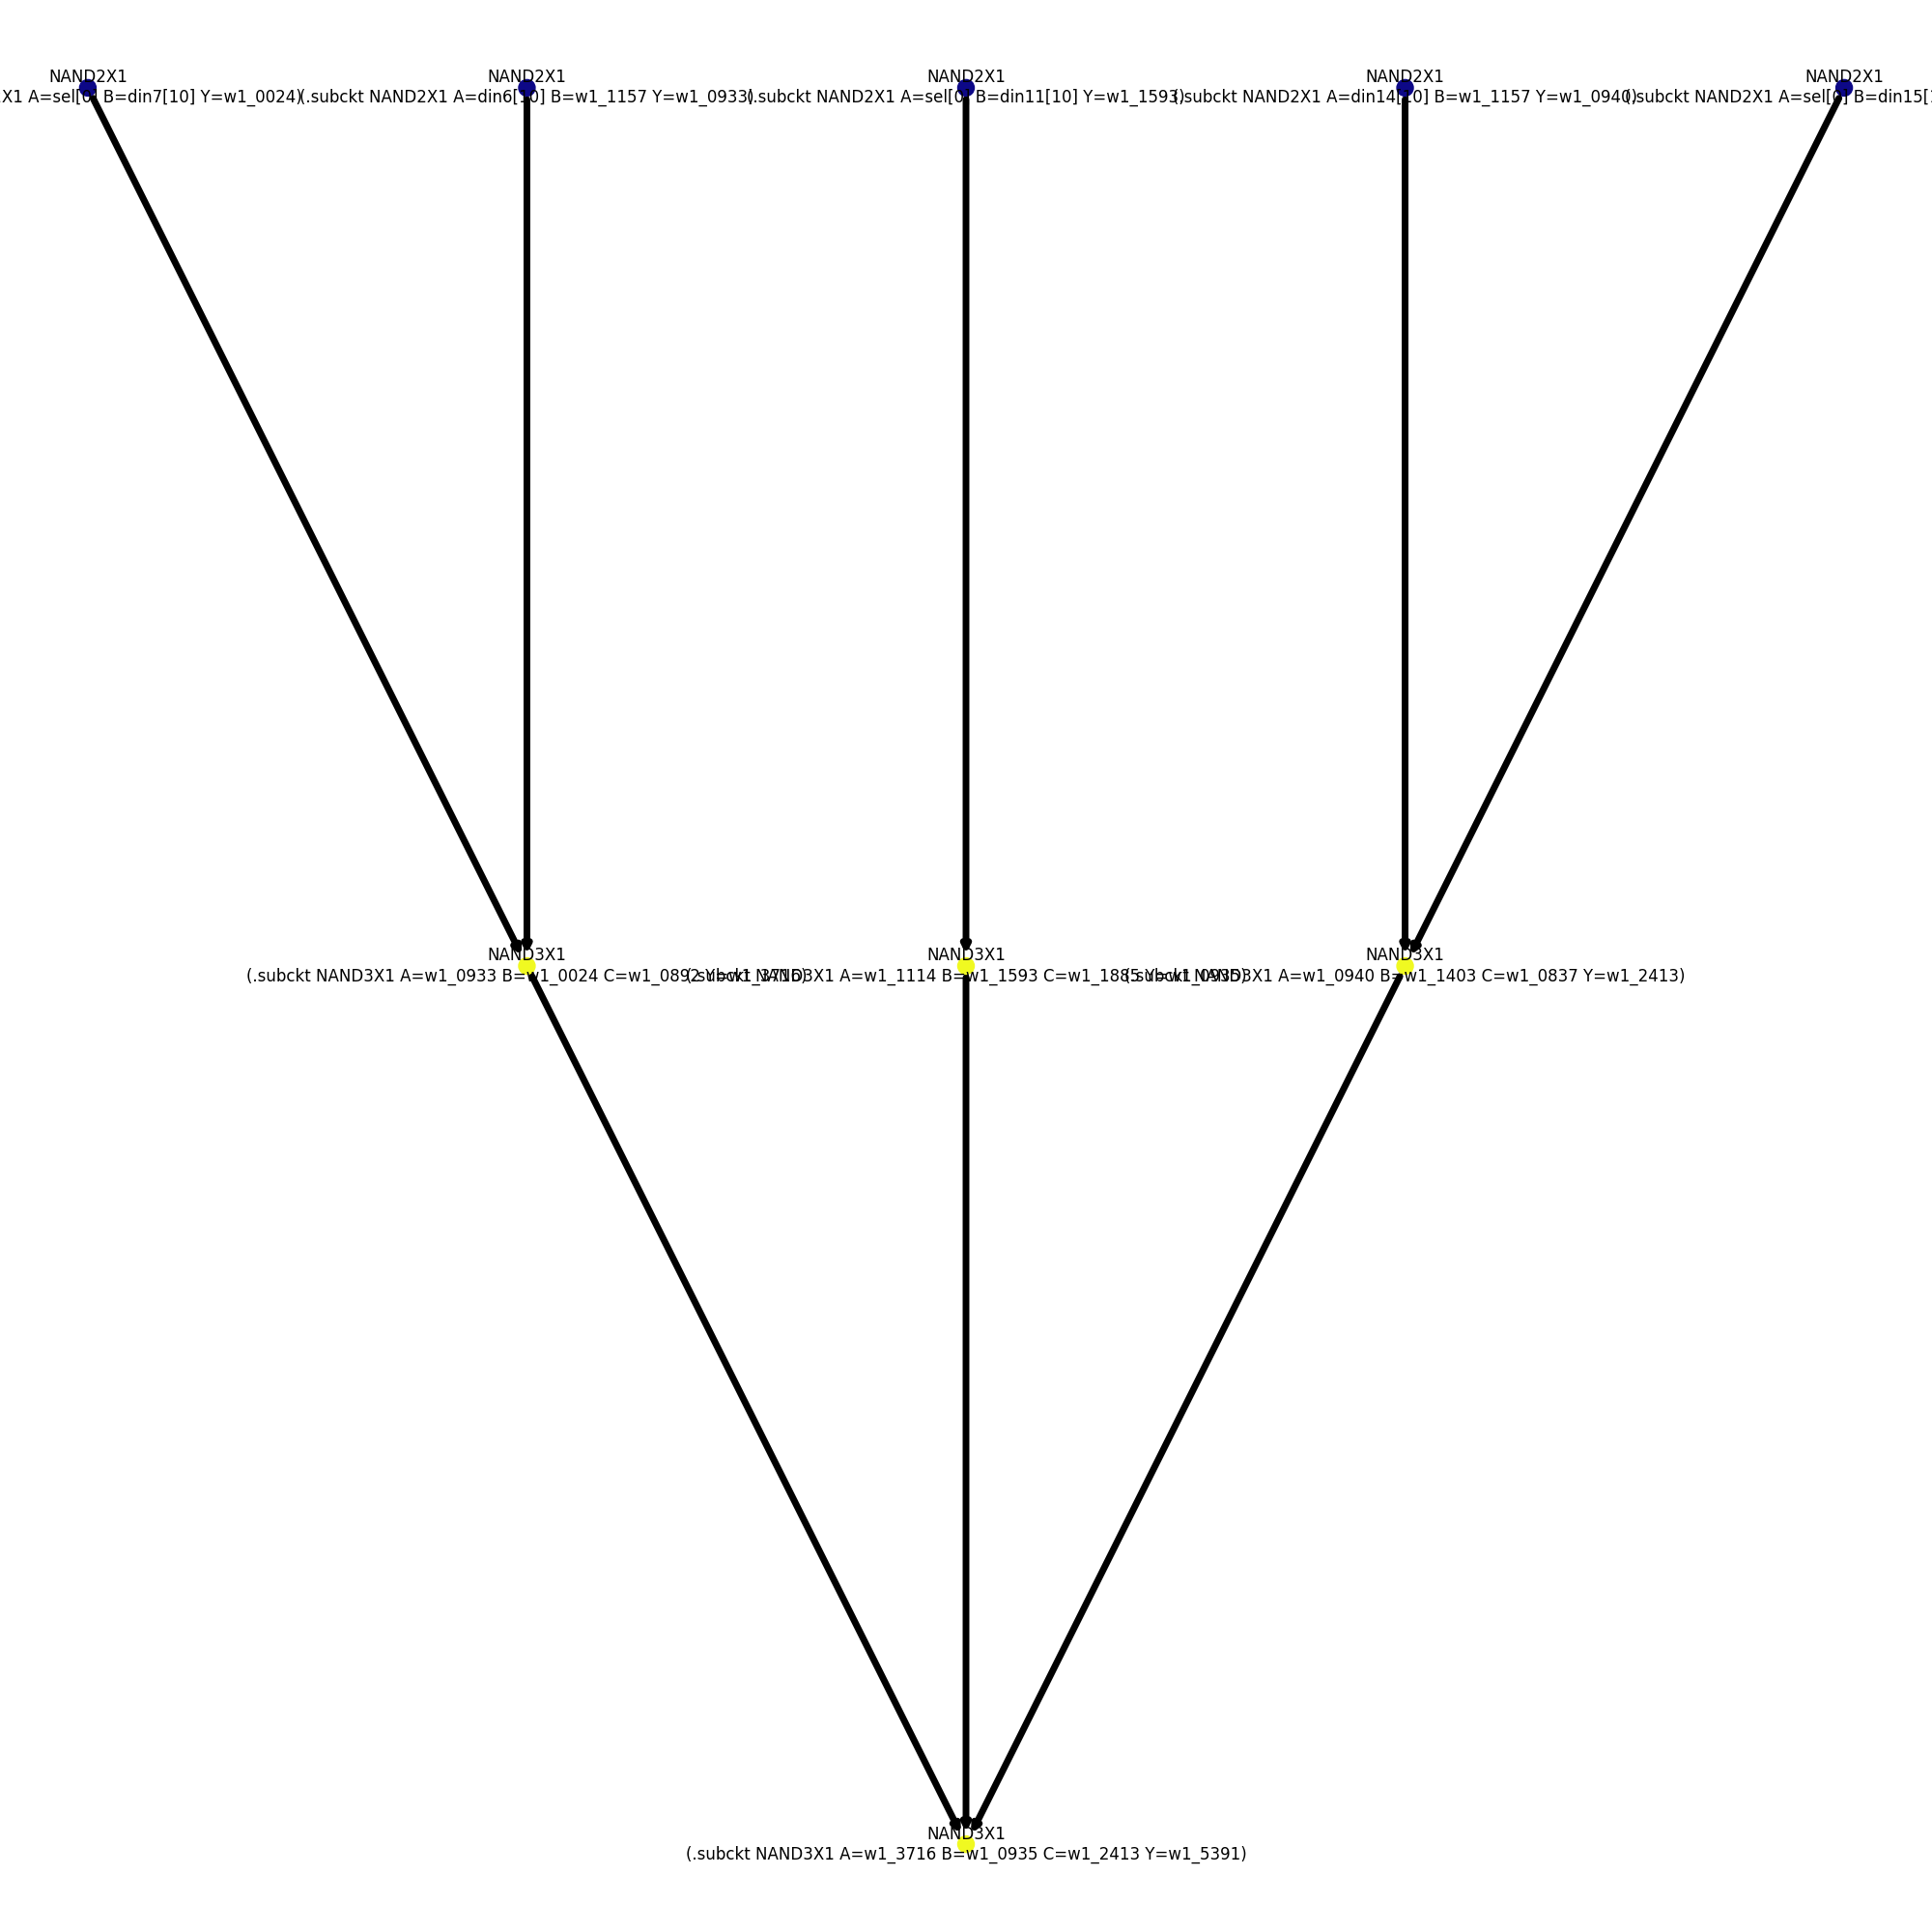 NAND2X1
X1 A=sel[0] B=din7[10] Y=w1_0024)
NAND2X1
(.subckt NAND2X1 A=din6[10] B=w1_1157 Y=w1_0933)
NAND2X1
(.subckt NAND2X1 A=sel[0] B=din11[10] Y=w1_1593)
NAND2X1
(.subckt NAND2X1 A=din14[10] B=w1_1157 Y=w1_0940)
NAND2X1
(.subckt NAND2X1 A=sel[0] B=din15[
NAND3X1
(.subckt NAND3X1 A=w1_0933 B=w1_0024 C=w1_0892 Y=w1_3716)
NAND3X1
(.subckt NAND3X1 A=w1_1114 B=w1_1593 C=w1_1885 Y=w1_0935)
NAND3X1
(.subckt NAND3X1 A=w1_0940 B=w1_1403 C=w1_0837 Y=w1_2413)
NAND3X1
(.subckt NAND3X1 A=w1_3716 B=w1_0935 C=w1_2413 Y=w1_5391)